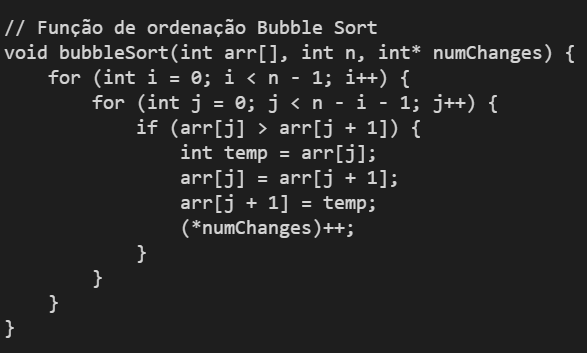 // Função de ordenação Bubble Sort
void bubbleSort(int arr[], int n, int* numChanges) {
    for (int i = 0; i < n - 1; i++) {
        for (int j = 0; j < n - i - 1; j++) {
            if (arr[j] > arr[j + 1]) {
                int temp = arr[j];
                arr[j] = arr[j + 1];
                arr[j + 1] = temp;
                (*numChanges)++;
            }
        }
    }
}